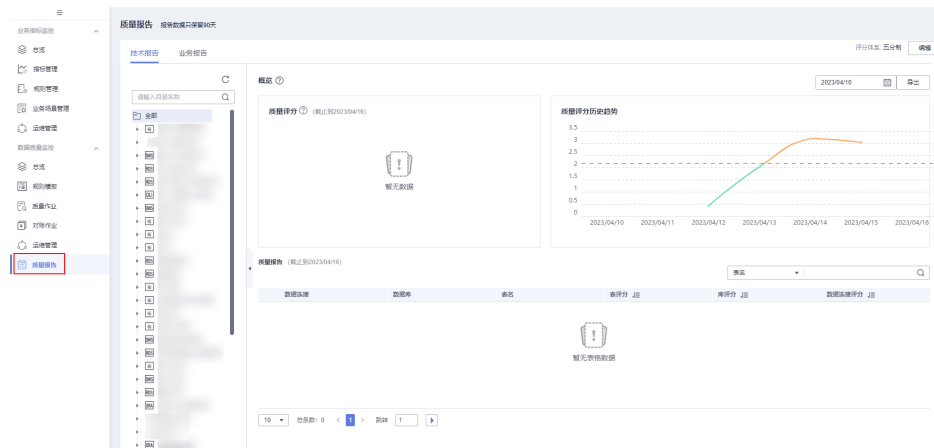 业务指标监控
总览
指标管理
规则管理
业务场景管理
运维管理
数据质量监控
总览
规则模板
质量作业
对账作业
运维管理
质量报告
质量报告 报告数据只保留90天
技术报告 业务报告
评分体系: 五分制 编辑
请输入目录名称
全部
概览
2023/04/16 导出
质量评分 (截止到2023/04/16)
暂无数据
质量评分历史趋势
3.5
3
2.5
2
1.5
1
0.5
0
2023/04/10 2023/04/11 2023/04/12 2023/04/13 2023/04/14 2023/04/15 2023/04/16
质量报告 (截止到2023/04/16)
表名
数据连接 数据库 表名 表评分 库评分 数据连接评分
暂无表格数据
10 总条数: 0 1 跳转 1